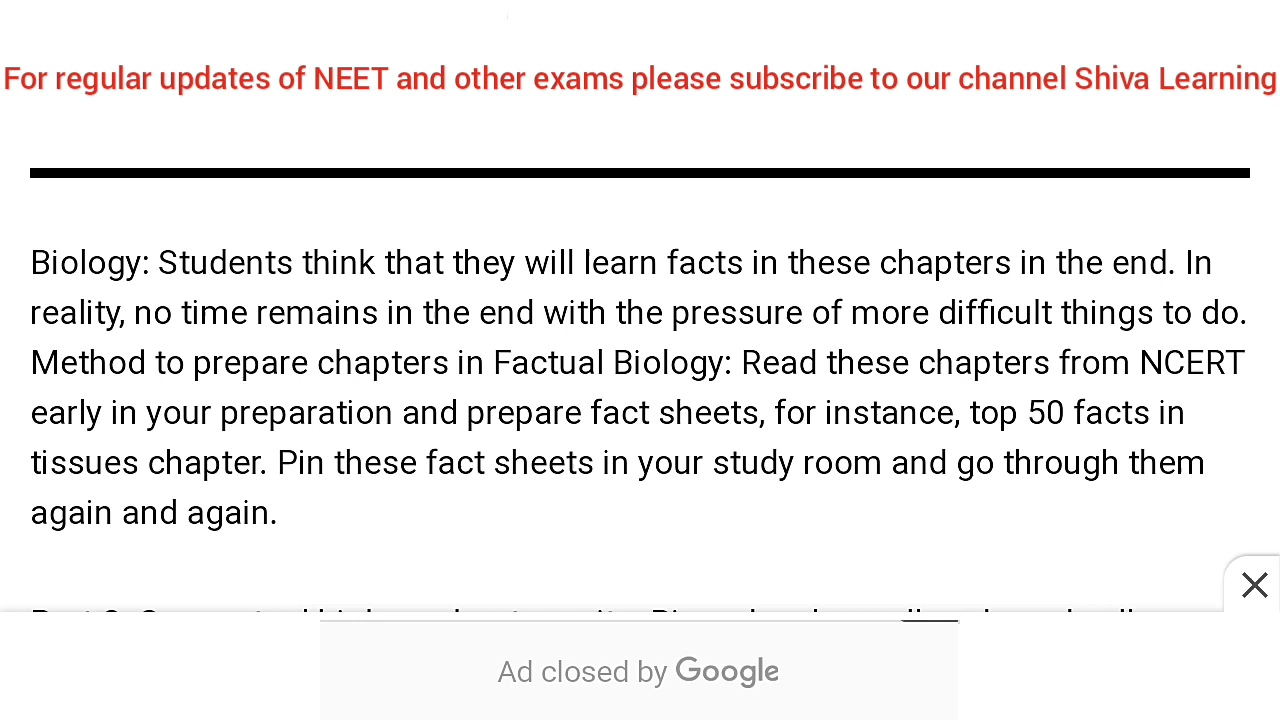 For regular updates of NEET and other exams please subscribe to our channel Shiva Learning
Biology: Students think that they will learn facts in these chapters in the end. In
reality, no time remains in the end with the pressure of more difficult things to do.
Method to prepare chapters in Factual Biology: Read these chapters from NCERT
early in your preparation and prepare fact sheets, for instance, top 50 facts in
tissues chapter. Pin these fact sheets in your study room and go through them
again and again.
Ad closed by Google